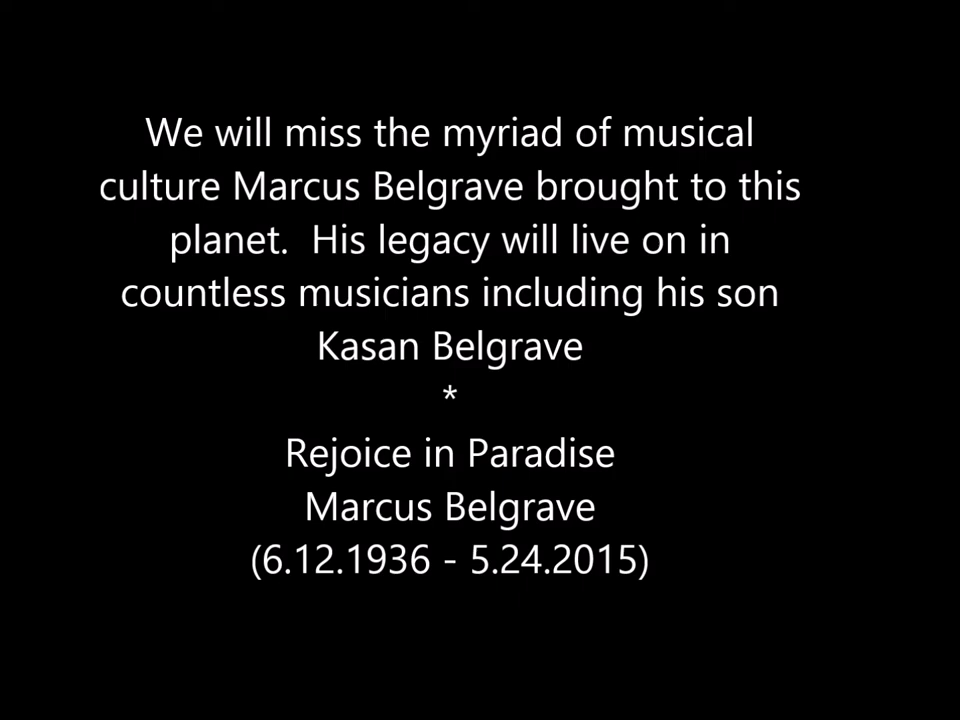 We will miss the myriad of musical
culture Marcus Belgrave brought to this
planet.  His legacy will live on in
countless musicians including his son
Kasan Belgrave
*
Rejoice in Paradise
Marcus Belgrave
(6.12.1936 - 5.24.2015)